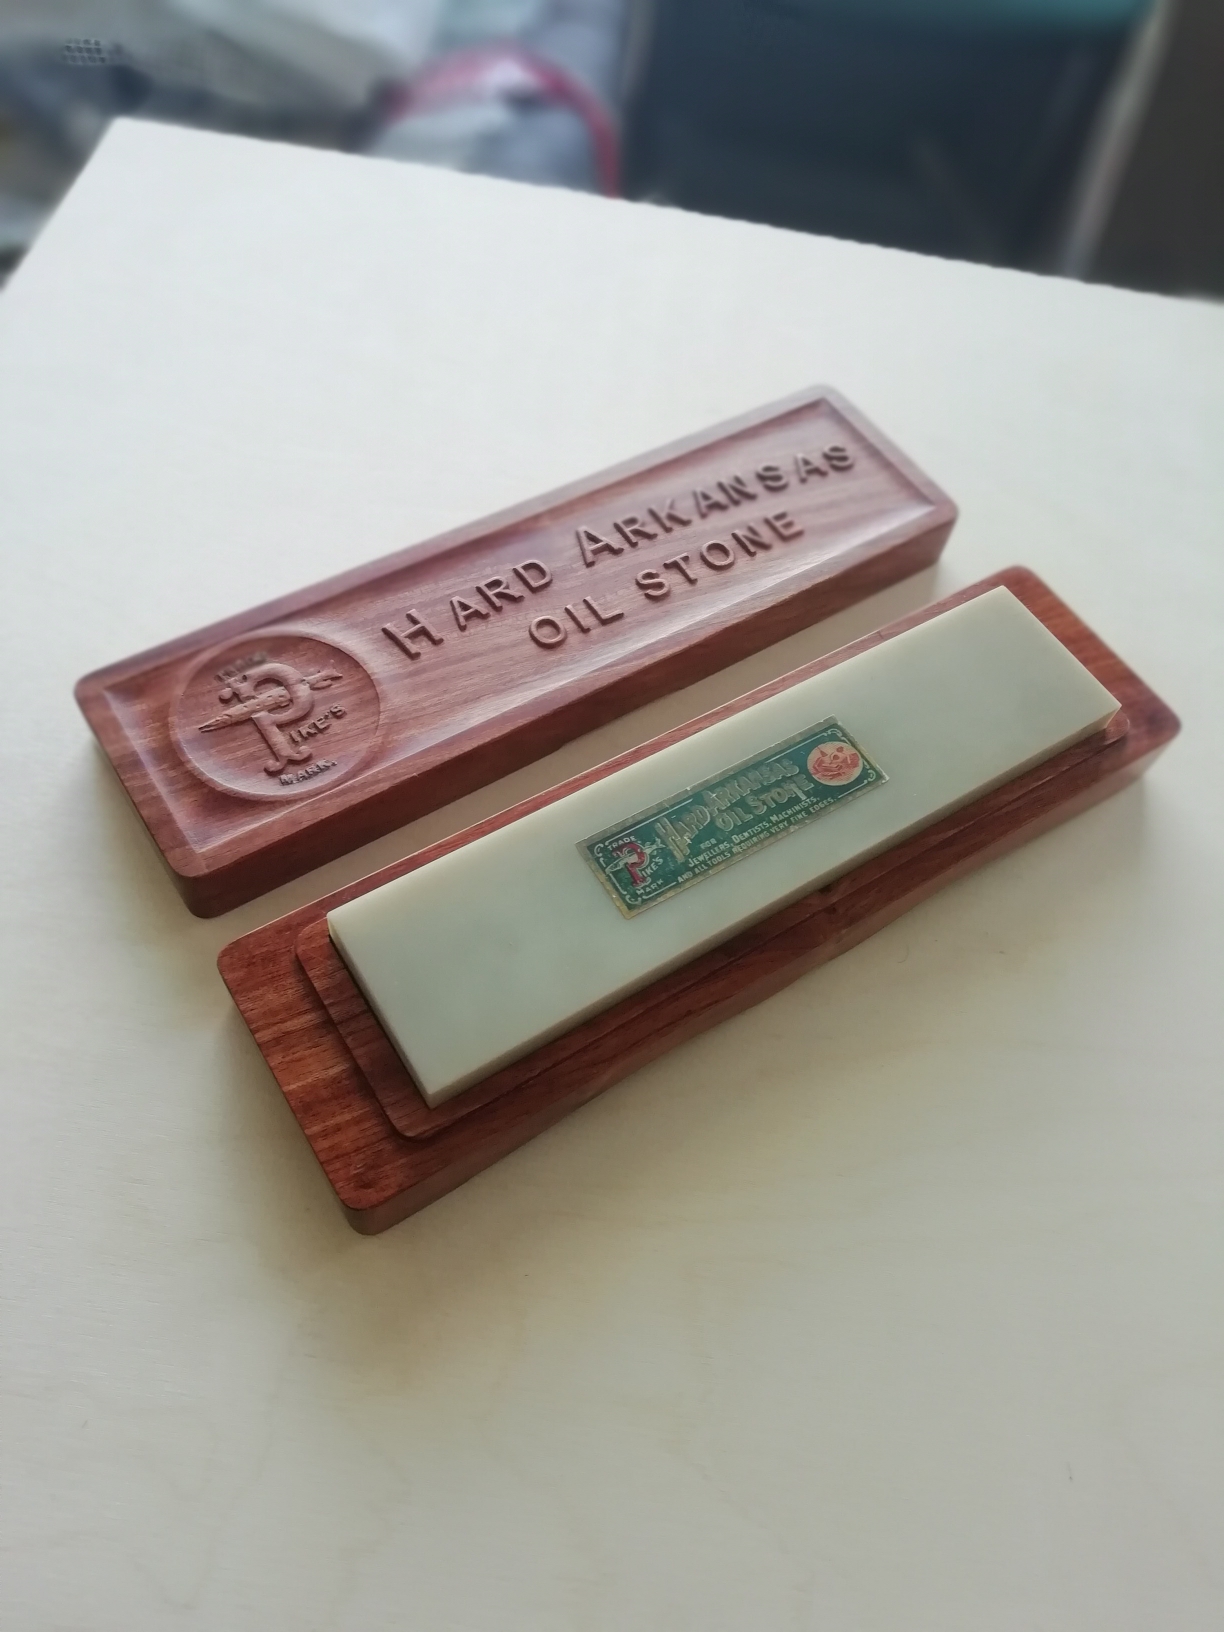 HARD ARKANSAS
OIL STONE
PIKE'S
MARK
HARD ARKANSAS
OIL STONE
FOR
JEWELLERS, DENTISTS, MACHINISTS,
AND ALL TOOLS REQUIRING VERY FINE EDGES.
TRADE
PIKE'S
MARK